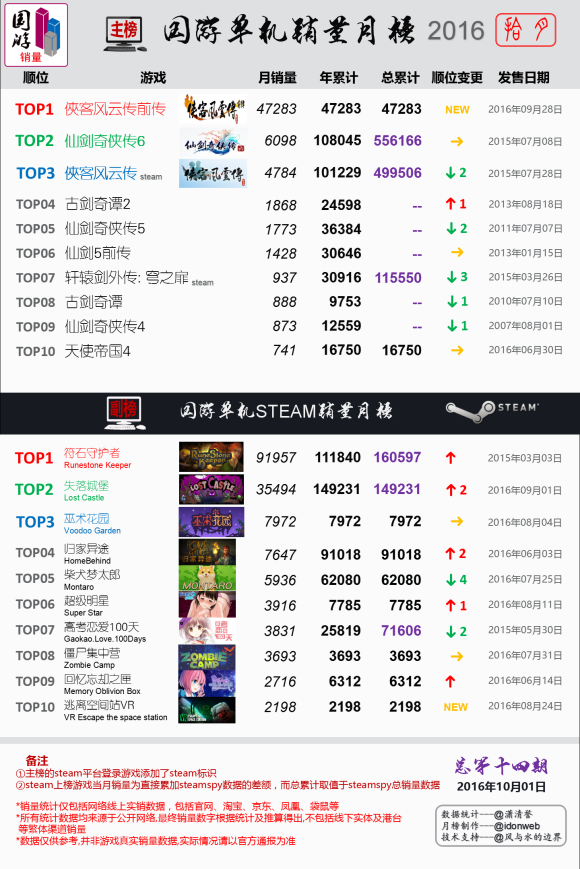 国游
销量
主榜
国游单机销量月榜 2016 拾月
顺位 游戏 月销量 年累计 总累计 顺位变更 发售日期
TOP1 侠客风云传前传 47283 47283 47283 NEW 2016年09月28日
TOP2 仙剑奇侠传6 6098 108045 556166 → 2015年07月08日
TOP3 侠客风云传 steam 4784 101229 499506 ↓2 2015年07月28日
TOP04 古剑奇谭2 1868 24598 -- ↑1 2013年08月18日
TOP05 仙剑奇侠传5 1773 36384 -- ↓2 2011年07月07日
TOP06 仙剑5前传 1428 30646 -- → 2013年01月15日
TOP07 轩辕剑外传: 穹之扉 steam 937 30916 115550 ↓3 2015年03月26日
TOP08 古剑奇谭 888 9753 -- ↓1 2010年07月10日
TOP09 仙剑奇侠传4 873 12559 -- ↓1 2007年08月01日
TOP10 天使帝国4 741 16750 16750 → 2016年06月30日
副榜 国游单机STEAM销量月榜 STEAM
TOP1 符石守护者 91957 111840 160597 ↑ 2015年03月03日
Runestone Keeper
TOP2 失落城堡 35494 149231 149231 ↑2 2016年09月01日
Lost Castle
TOP3 巫术花园 7972 7972 7972 → 2016年08月04日
Voodoo Garden
TOP04 归家异途 7647 91018 91018 ↑2 2016年06月03日
HomeBehind
TOP05 柴犬梦太郎 5936 62080 62080 ↓4 2016年07月25日
Montaro
TOP06 超级明星 3916 7785 7785 ↑1 2016年08月11日
Super Star
TOP07 高考恋爱100天 3831 25819 71606 ↓2 2015年05月30日
Gaokao.Love.100Days
TOP08 僵尸集中营 3693 3693 3693 → 2016年07月31日
Zombie Camp
TOP09 回忆忘却之匣 2716 6312 6312 ↑ 2016年06月14日
Memory Oblivion Box
TOP10 逃离空间站VR 2198 2198 2198 NEW 2016年08月24日
VR Escape the space station
备注
①主榜的steam平台登录游戏添加了steam标识
②steam上榜游戏当月销量为直接累加steamspy数据的差额，而总累计取值于steamspy总销量数据
总第十四期
2016年10月01日
*销量统计仅包括网络线上实销数据，包括官网、淘宝、京东、凤凰、袋鼠等
*所有统计数据均来源于公开网络,最终销量数字根据统计及推算得出,不包括线下实体及港台
等繁体渠道销量
*数据仅供参考,并非游戏真实销量数据,实际情况请以官方通报为准
数据统计---@潇清誉
月榜制作---@idonweb
技术支持---@风与水的边界